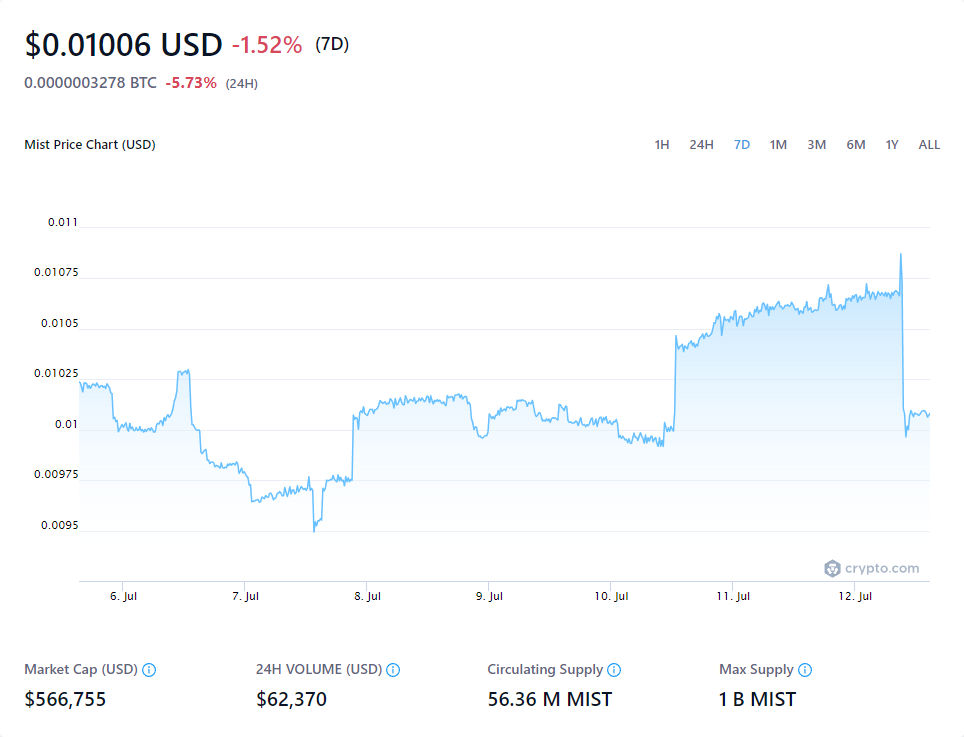 $0.01006 USD -1.52% (7D)
0.0000003278 BTC -5.73% (24H)
Mist Price Chart (USD) 1H 24H 7D 1M 3M 6M 1Y ALL
0.011
0.01075
0.0105
0.01025
0.01
0.00975
0.0095
crypto.com
6. Jul 7. Jul 8. Jul 9. Jul 10. Jul 11. Jul 12. Jul
Market Cap (USD) 24H VOLUME (USD) Circulating Supply Max Supply
$566,755 $62,370 56.36 M MIST 1 B MIST